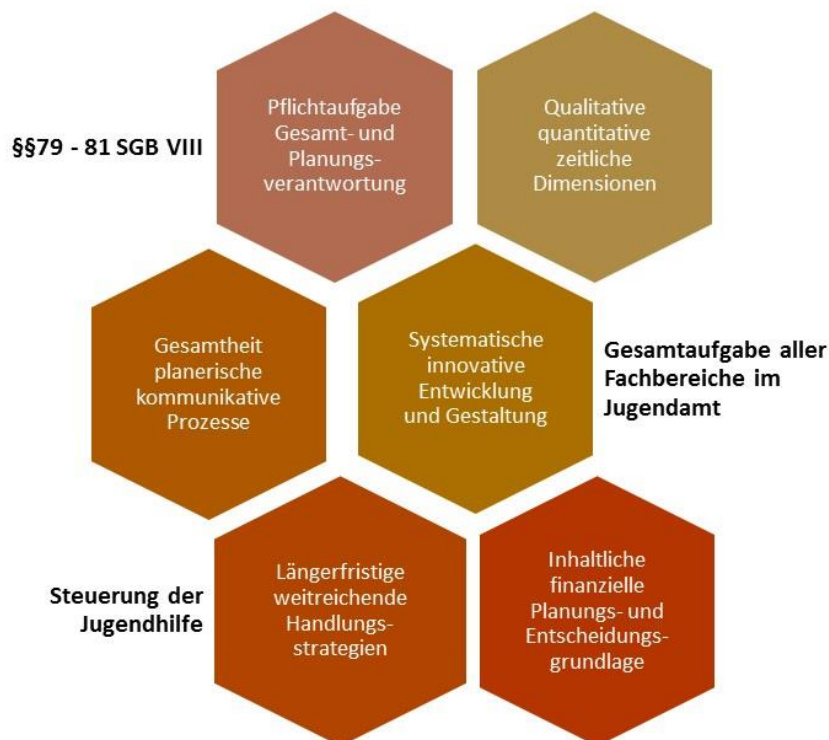 §§79 - 81 SGB VIII
Pflichtaufgabe
Gesamt- und
Planungs-
verantwortung
Qualitative
quantitative
zeitliche
Dimensionen
Gesamtheit
planerische
kommunikative
Prozesse
Systematische
innovative
Entwicklung
und Gestaltung
Gesamtaufgabe aller
Fachbereiche im
Jugendamt
Steuerung der
Jugendhilfe
Längerfristige
weitreichende
Handlungs-
strategien
Inhaltliche
finanzielle
Planungs- und
Entscheidungs-
grundlage